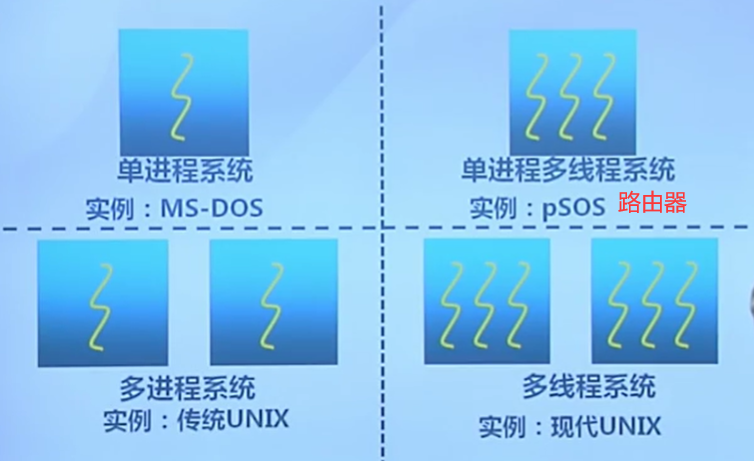 单进程系统
实例：MS-DOS
单进程多线程系统
实例：pSOS 路由器
多进程系统
实例：传统UNIX
多线程系统
实例：现代UNIX